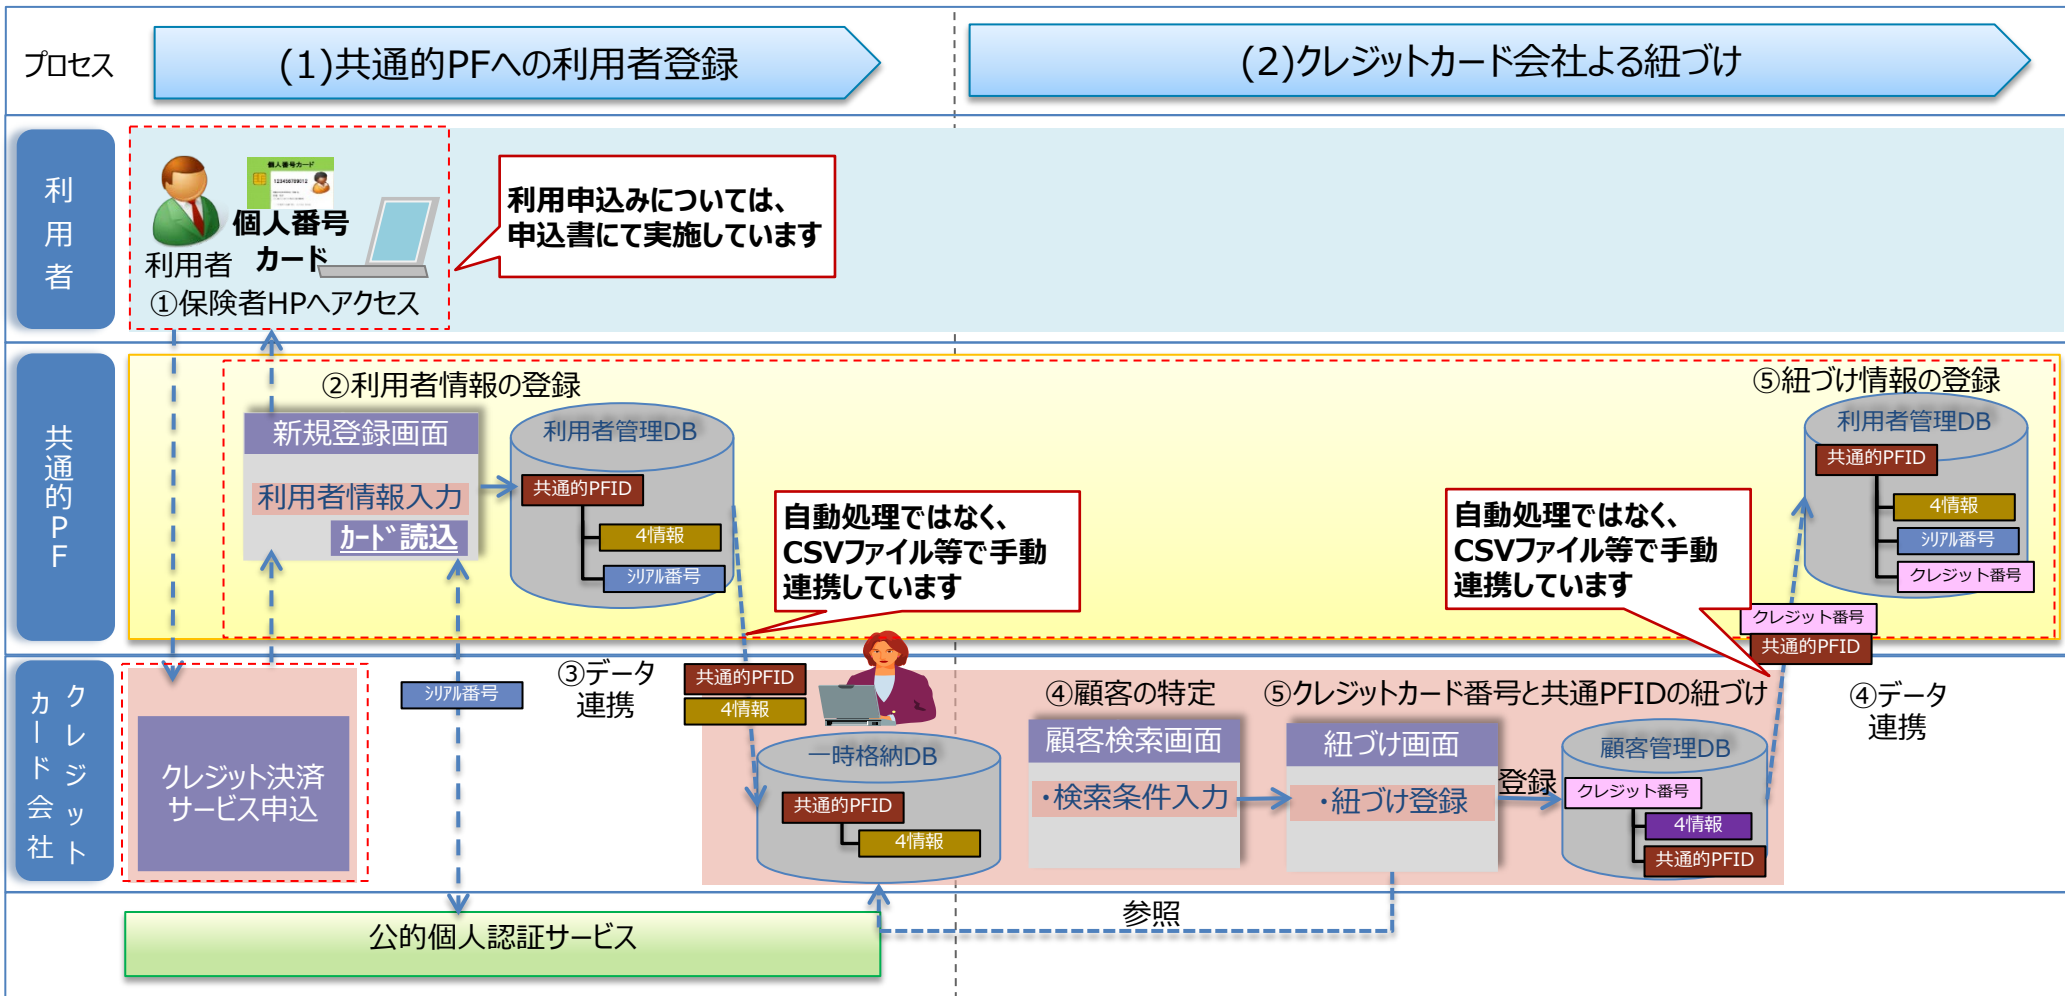 プロセス
(1)共通的PFへの利用者登録
(2)クレジットカード会社よる紐づけ
利用者
個人番号カード
123456789012
個人番号
カード
利用者
①保険者HPへアクセス
利用申込みについては、
申込書にて実施しています
共通的PF
②利用者情報の登録
新規登録画面
利用者情報入力
カード読込
利用者管理DB
共通的PFID
4情報
シリアル番号
自動処理ではなく、
CSVファイル等で手動
連携しています
自動処理ではなく、
CSVファイル等で手動
連携しています
⑤紐づけ情報の登録
利用者管理DB
共通的PFID
4情報
シリアル番号
クレジット番号
クレジット番号
共通的PFID
クレジット
カード会社
クレジット決済
サービス申込
シリアル番号
③データ
連携
共通的PFID
4情報
一時格納DB
共通的PFID
4情報
④顧客の特定
顧客検索画面
・検索条件入力
⑤クレジットカード番号と共通PFIDの紐づけ
紐づけ画面
・紐づけ登録
登録
顧客管理DB
クレジット番号
4情報
共通的PFID
④データ
連携
参照
公的個人認証サービス